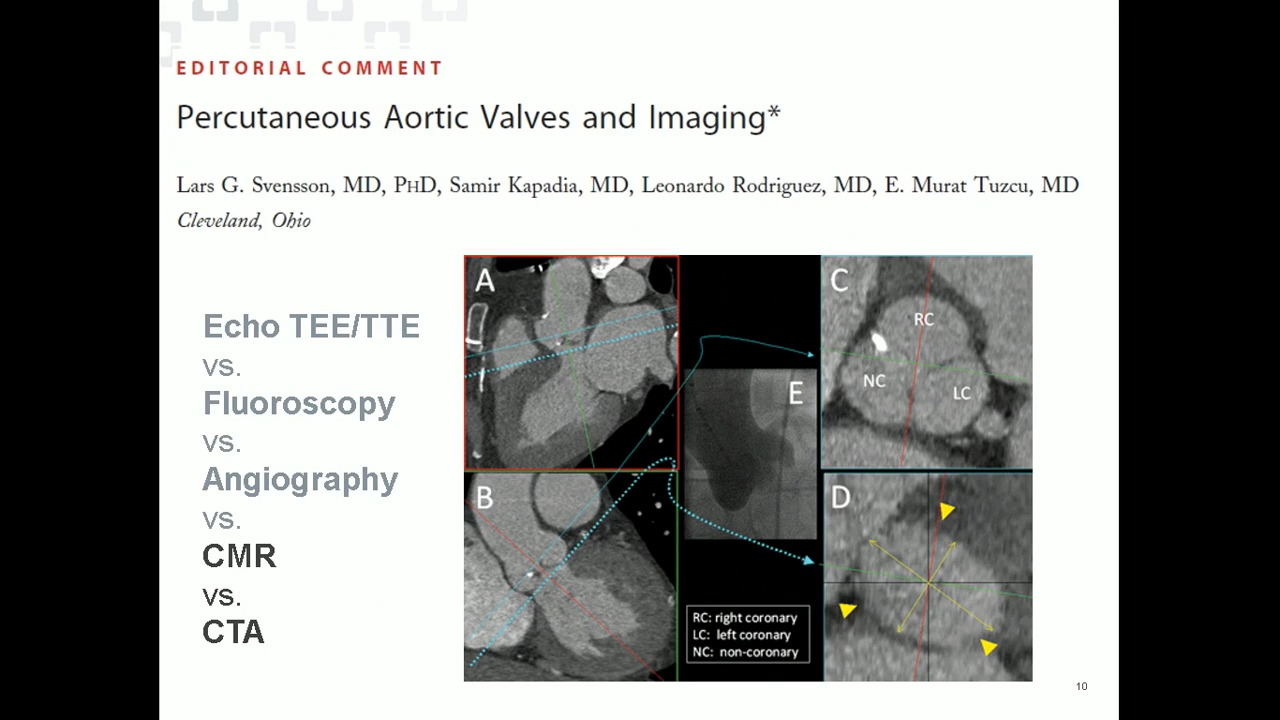 EDITORIAL COMMENT
Percutaneous Aortic Valves and Imaging*
Lars G. Svensson, MD, PHD, Samir Kapadia, MD, Leonardo Rodriguez, MD, E. Murat Tuzcu, MD
Cleveland, Ohio
Echo TEE/TTE
vs.
Fluoroscopy
vs.
Angiography
vs.
CMR
vs.
CTA
A
B
E
RC: right coronary
LC: left coronary
NC: non-coronary
C
RC
NC
LC
D
10